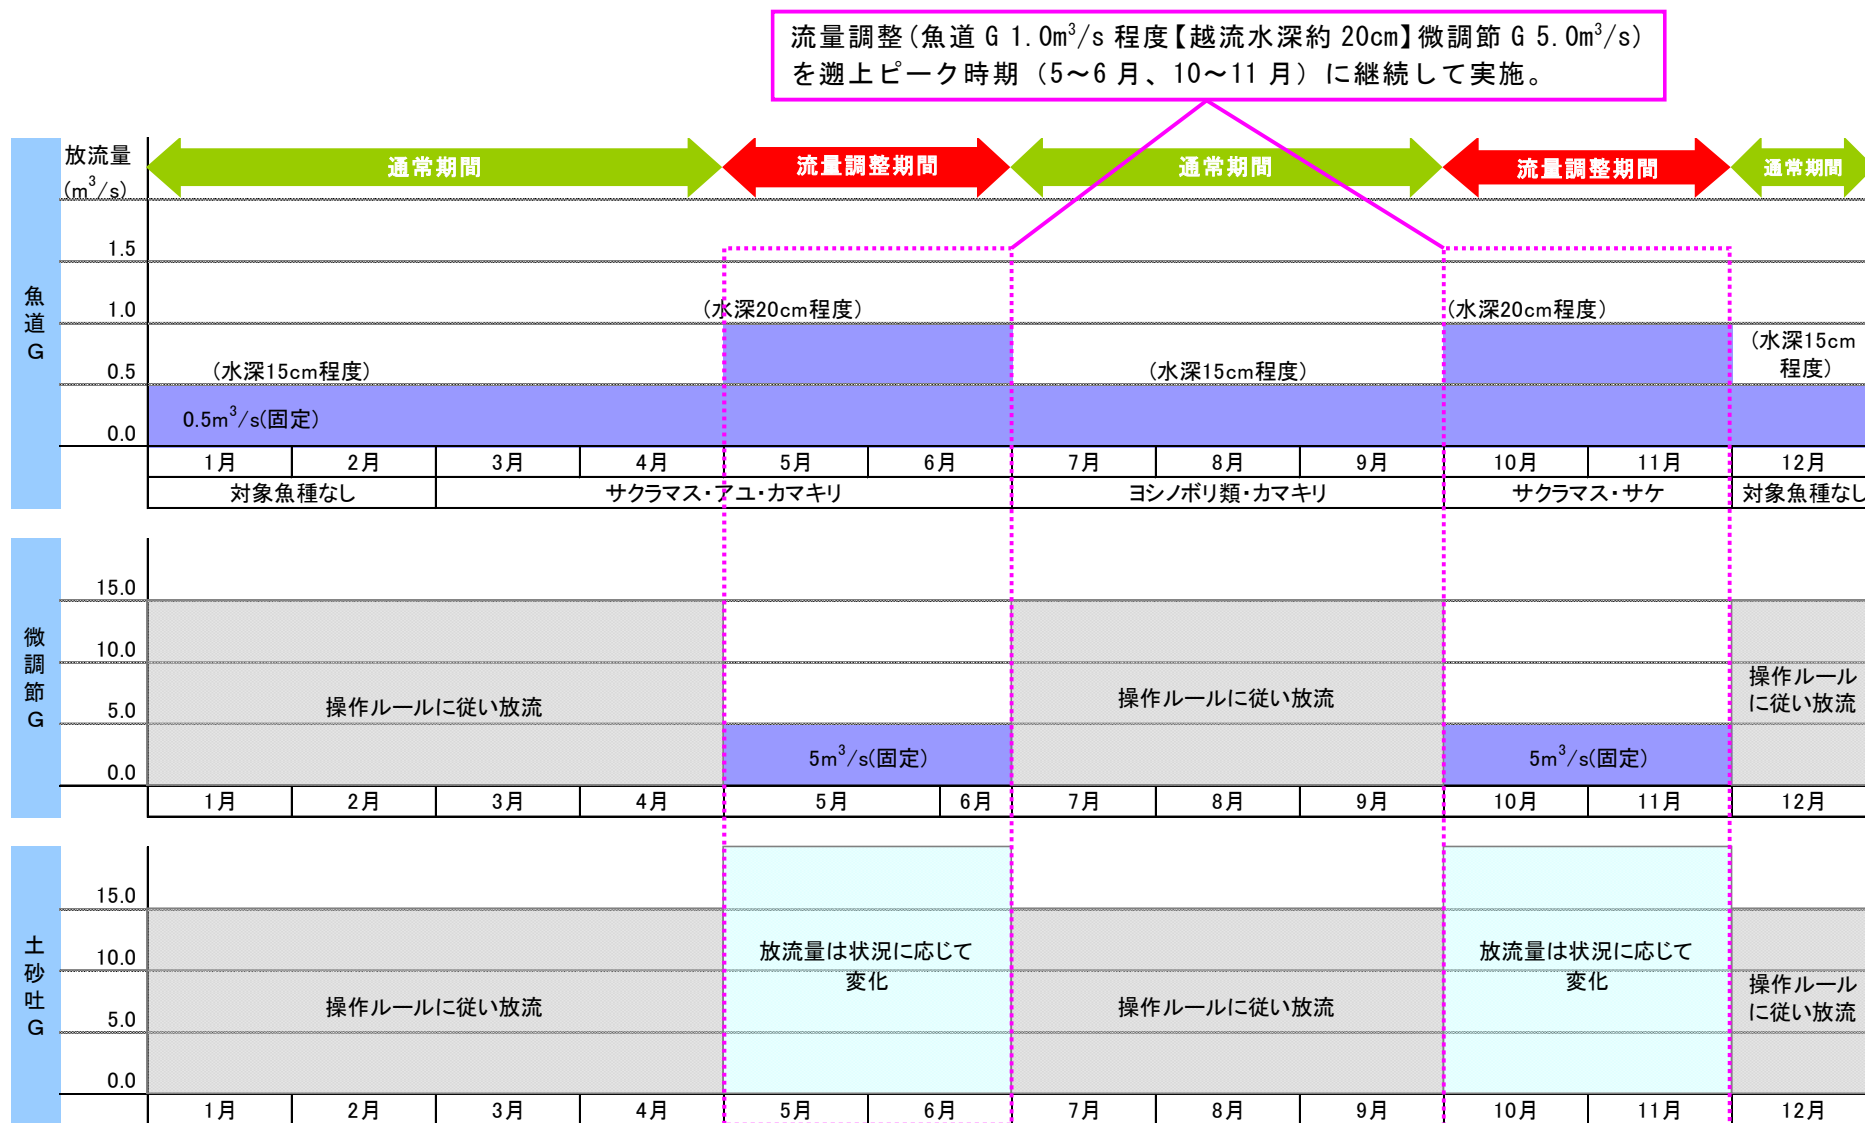 流量調整(魚道 G 1.0m³/s 程度【越流水深約 20cm】微調節 G 5.0m³/s)
を遡上ピーク時期(5～6 月、10～11 月)に継続して実施。
放流量
(m³/s)
通常期間
流量調整期間
通常期間
流量調整期間
通常期間
魚道G
1.5
1.0
0.5
0.0
(水深15cm程度)
(水深20cm程度)
(水深15cm程度)
(水深20cm程度)
(水深15cm
程度)
0.5m³/s(固定)
1月 2月 3月 4月 5月 6月 7月 8月 9月 10月 11月 12月
対象魚種なし サクラマス・アユ・カマキリ ヨシノボリ類・カマキリ サクラマス・サケ 対象魚種なし
微調節G
15.0
10.0
5.0
0.0
操作ルールに従い放流
5m³/s(固定)
操作ルールに従い放流
5m³/s(固定)
操作ルール
に従い放流
1月 2月 3月 4月 5月 6月 7月 8月 9月 10月 11月 12月
土砂吐G
15.0
10.0
5.0
0.0
操作ルールに従い放流
放流量は状況に応じて
変化
操作ルールに従い放流
放流量は状況に応じて
変化
操作ルール
に従い放流
1月 2月 3月 4月 5月 6月 7月 8月 9月 10月 11月 12月